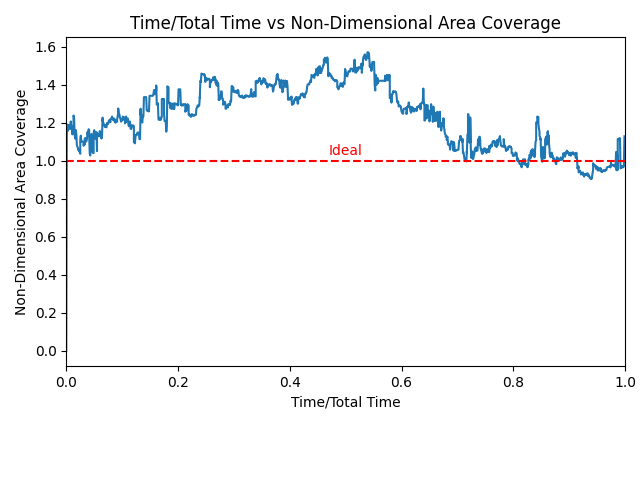 Time/Total Time vs Non-Dimensional Area Coverage
Non-Dimensional Area Coverage
1.6
1.4
1.2
1.0
0.8
0.6
0.4
0.2
0.0
Ideal
0.0 0.2 0.4 0.6 0.8 1.0
Time/Total Time